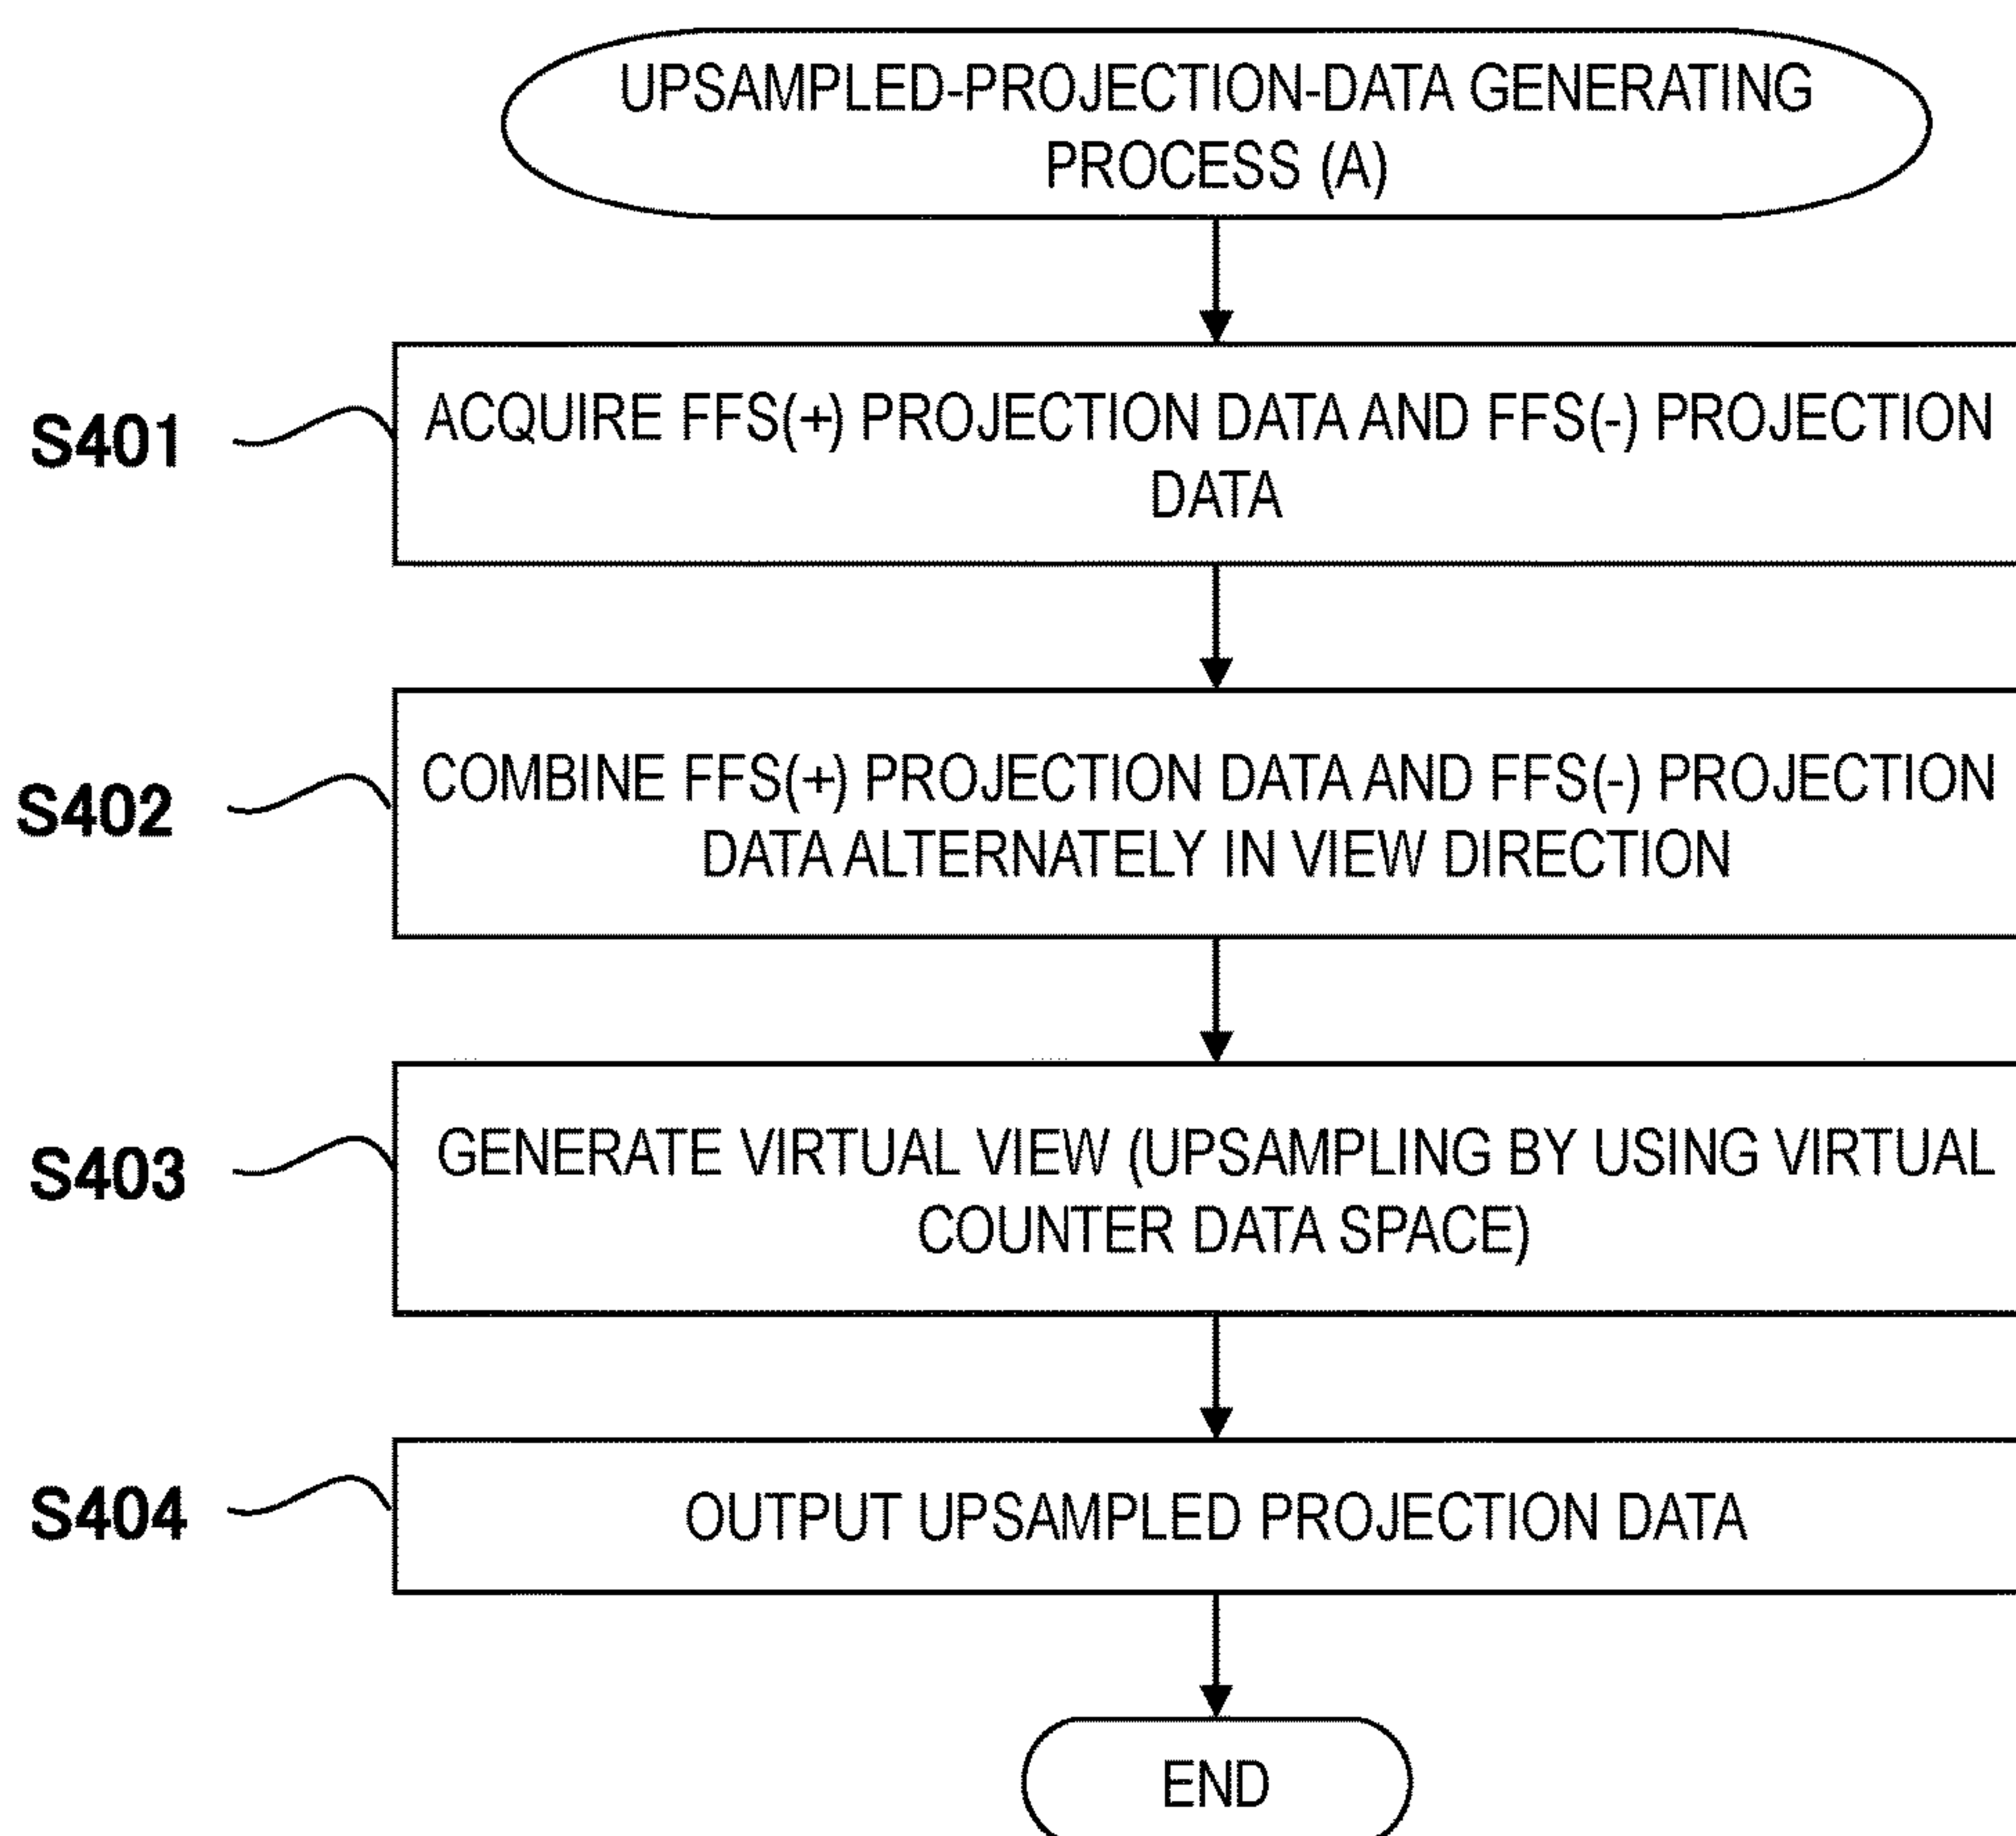 UPSAMPLED-PROJECTION-DATA GENERATING
PROCESS (A)
S401
ACQUIRE FFS(+) PROJECTION DATA AND FFS(-) PROJECTION
DATA
S402
COMBINE FFS(+) PROJECTION DATA AND FFS(-) PROJECTION
DATA ALTERNATELY IN VIEW DIRECTION
S403
GENERATE VIRTUAL VIEW (UPSAMPLING BY USING VIRTUAL
COUNTER DATA SPACE)
S404
OUTPUT UPSAMPLED PROJECTION DATA
END